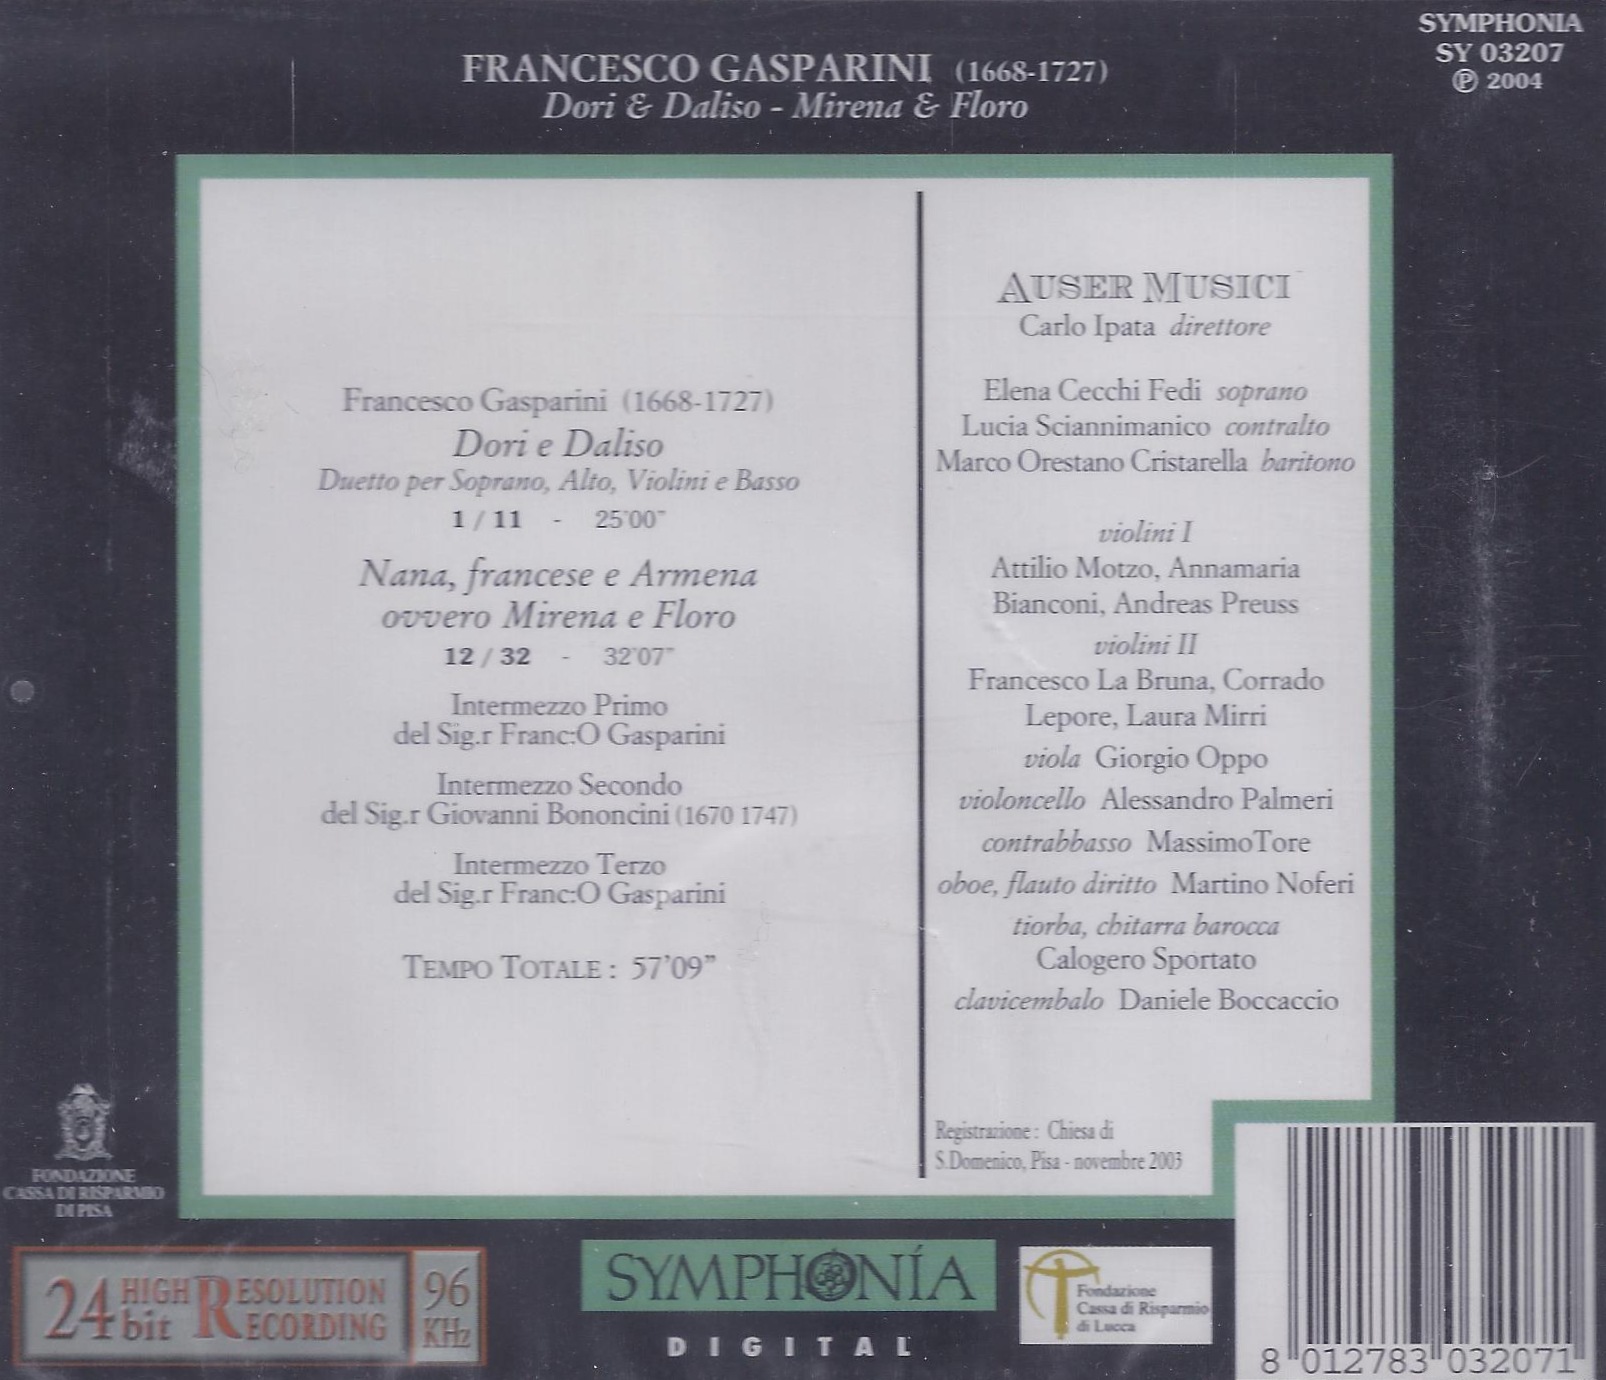 SYMPHONIA
SY 03207
℗ 2004
FRANCESCO GASPARINI (1668-1727)
Dori & Daliso - Mirena & Floro
Francesco Gasparini (1668-1727)
Dori e Daliso
Duetto per Soprano, Alto, Violini e Basso
1 / 11 - 25'00"
Nana, francese e Armena
ovvero Mirena e Floro
12 / 32 - 32'07"
Intermezzo Primo
del Sig.r Franc:O Gasparini
Intermezzo Secondo
del Sig.r Giovanni Bononcini (1670 1747)
Intermezzo Terzo
del Sig.r Franc:O Gasparini
TEMPO TOTALE : 57'09"
AUSER MUSICI
Carlo Ipata direttore
Elena Cecchi Fedi soprano
Lucia Sciannimanico contralto
Marco Orestano Cristarella baritono
violini I
Attilio Motzo, Annamaria
Bianconi, Andreas Preuss
violini II
Francesco La Bruna, Corrado
Lepore, Laura Mirri
viola Giorgio Oppo
violoncello Alessandro Palmeri
contrabbasso MassimoTore
oboe, flauto diritto Martino Noferi
tiorba, chitarra barocca
Calogero Sportato
clavicembalo Daniele Boccaccio
Registrazione : Chiesa di
S.Domenico, Pisa - novembre 2003
FONDAZIONE
CASSA DI RISPARMIO
DI PISA
24 bit HIGH RESOLUTION RECORDING 96 KHz
SYMPHONÍA
DIGITAL
Fondazione
Cassa di Risparmio
di Lucca
8 012783 032071